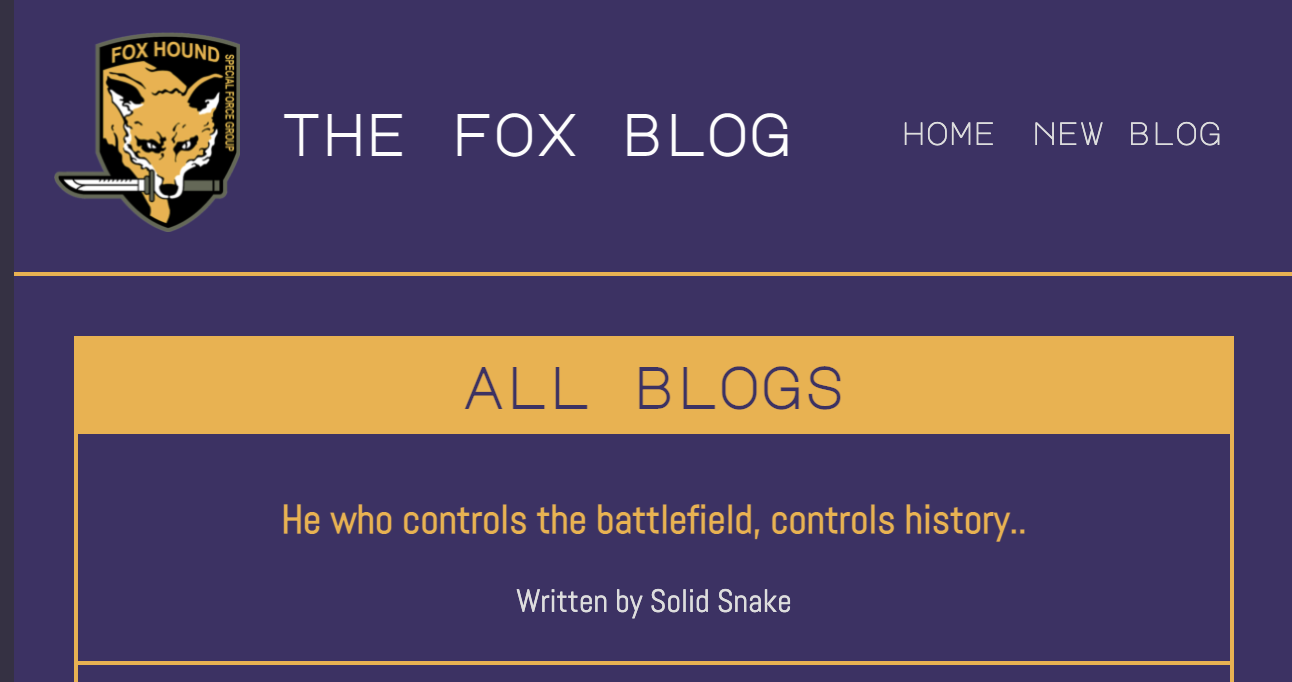 FOX HOUND
SPECIAL FORCE GROUP
THE FOX BLOG
HOME NEW BLOG
ALL BLOGS
He who controls the battlefield, controls history..
Written by Solid Snake